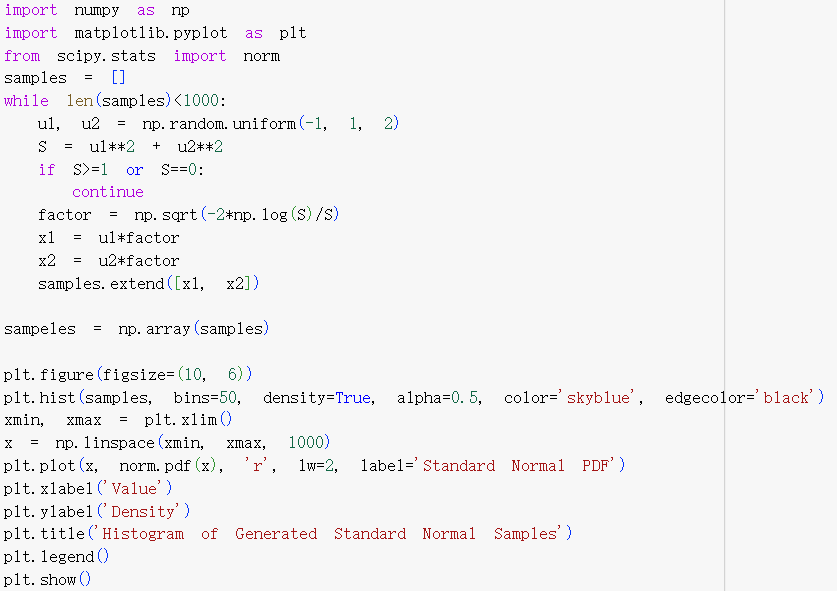 import numpy as np
import matplotlib.pyplot as plt
from scipy.stats import norm
samples = []
while len(samples)<1000:
    u1, u2 = np.random.uniform(-1, 1, 2)
    S = u1**2 + u2**2
    if S>=1 or S==0:
        continue
    factor = np.sqrt(-2*np.log(S)/S)
    x1 = u1*factor
    x2 = u2*factor
    samples.extend([x1, x2])

sampeles = np.array(samples)

plt.figure(figsize=(10, 6))
plt.hist(samples, bins=50, density=True, alpha=0.5, color='skyblue', edgecolor='black')
xmin, xmax = plt.xlim()
x = np.linspace(xmin, xmax, 1000)
plt.plot(x, norm.pdf(x), 'r', lw=2, label='Standard Normal PDF')
plt.xlabel('Value')
plt.ylabel('Density')
plt.title('Histogram of Generated Standard Normal Samples')
plt.legend()
plt.show()